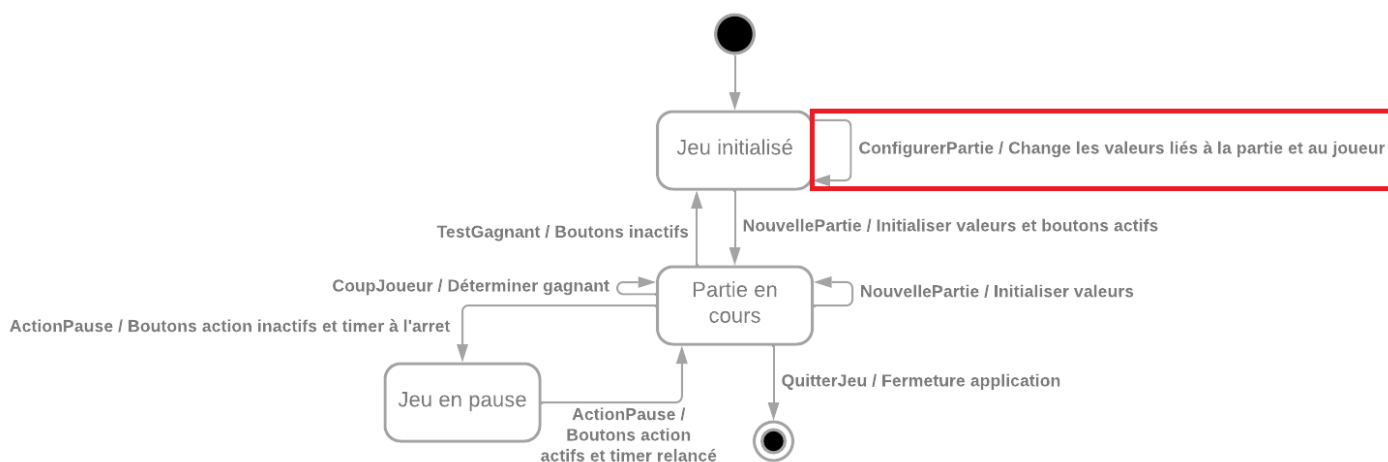 Jeu initialisé
ConfigurerPartie / Change les valeurs liés à la partie et au joueur
TestGagnant / Boutons inactifs
NouvellePartie / Initialiser valeurs et boutons actifs
CoupJoueur / Déterminer gagnant
Partie en
cours
NouvellePartie / Initialiser valeurs
ActionPause / Boutons action inactifs et timer à l'arret
Jeu en pause
QuitterJeu / Fermeture application
ActionPause /
Boutons action
actifs et timer relancé